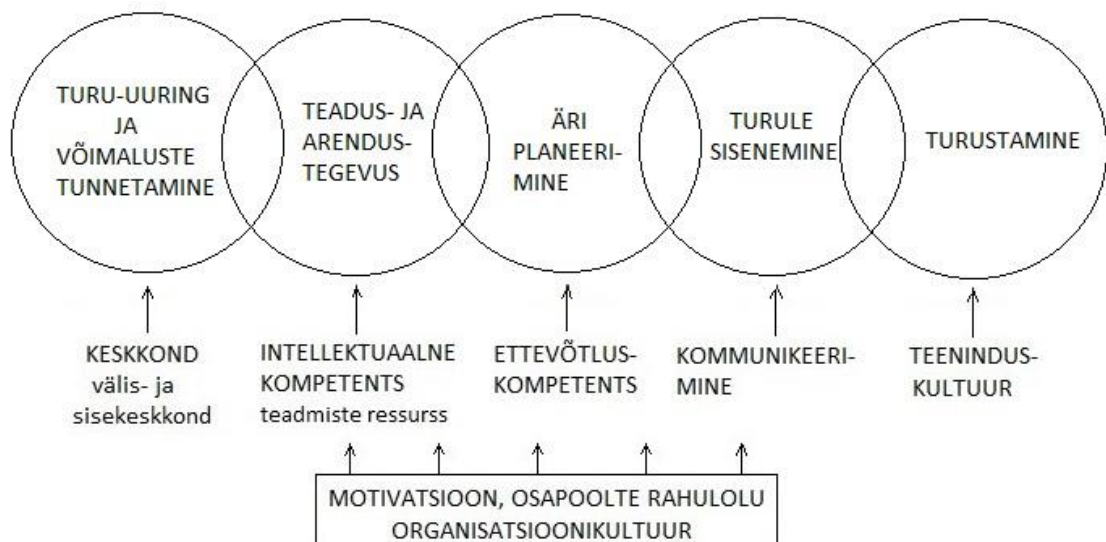 TURU-UURING
JA
VÕIMALUSTE
TUNNETAMINE
TEADUS- JA
ARENDUS-
TEGEVUS
ÄRI
PLANEERI-
MINE
TURULE
SISENEMINE
TURUSTAMINE
KESKKOND
välis- ja
sisekeskkond
INTELLEKTUAALNE
KOMPETENTS
teadmiste ressurss
ETTEVÕTLUS-
KOMPETENTS
KOMMUNIKEERI-
MINE
TEENINDUS-
KULTUUR
MOTIVATSIOON, OSAPOOLTE RAHULOLU
ORGANISATSIOONIKULTUUR